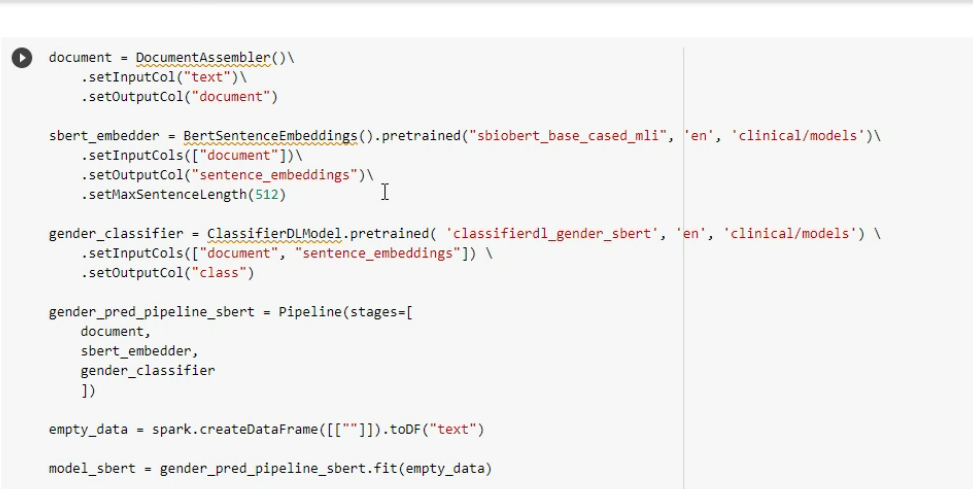 document = DocumentAssembler()\
    .setInputCol("text")\
    .setOutputCol("document")

sbert_embedder = BertSentenceEmbeddings().pretrained("sbiobert_base_cased_mli", 'en', 'clinical/models')\
    .setInputCols(["document"])\
    .setOutputCol("sentence_embeddings")\
    .setMaxSentenceLength(512)

gender_classifier = ClassifierDLModel.pretrained( 'classifierdl_gender_sbert', 'en', 'clinical/models') \
    .setInputCols(["document", "sentence_embeddings"]) \
    .setOutputCol("class")

gender_pred_pipeline_sbert = Pipeline(stages=[
    document,
    sbert_embedder,
    gender_classifier
    ])

empty_data = spark.createDataFrame([[""]]).toDF("text")

model_sbert = gender_pred_pipeline_sbert.fit(empty_data)